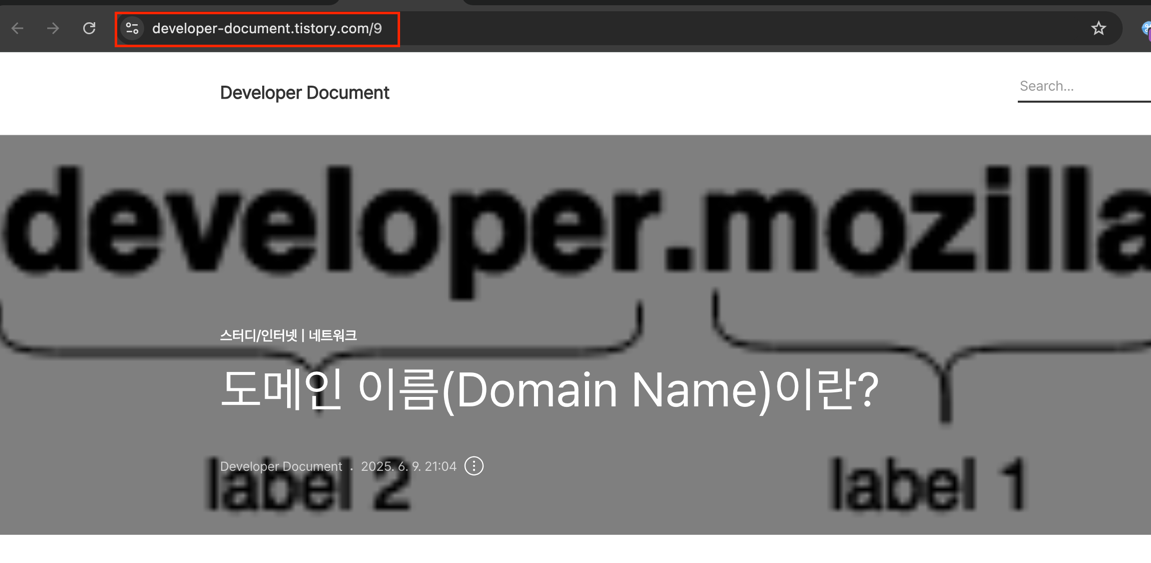 developer-document.tistory.com/9
Developer Document
Search...
developer.mozilla
스터디/인터넷 | 네트워크
도메인 이름(Domain Name)이란?
Developer Document . 2025. 6. 9. 21:04
label 2
label 1